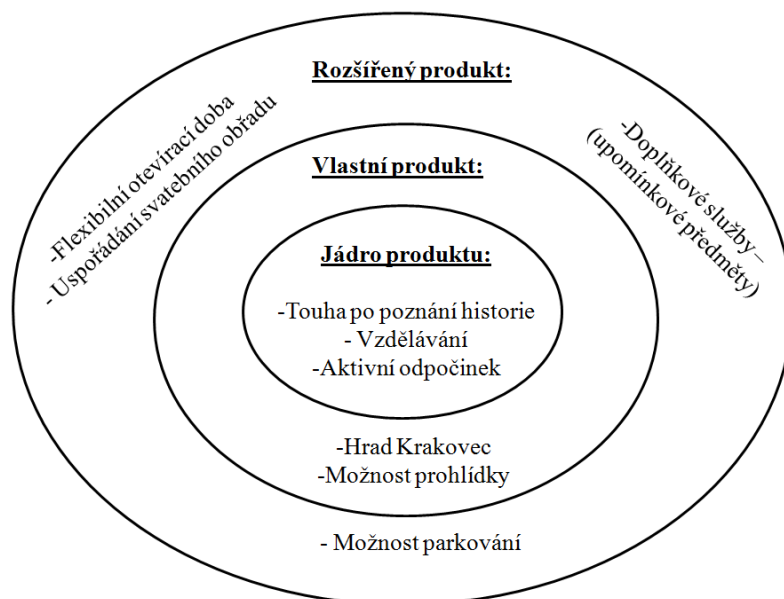 Rozšířený produkt:
-Flexibilní otevírací doba
- Uspořádání svatebního obřadu
-Doplňkové služby –
(upomínkové předměty)
Vlastní produkt:
Jádro produktu:
-Touha po poznání historie
- Vzdělávání
-Aktivní odpočinek
-Hrad Krakovec
-Možnost prohlídky
- Možnost parkování